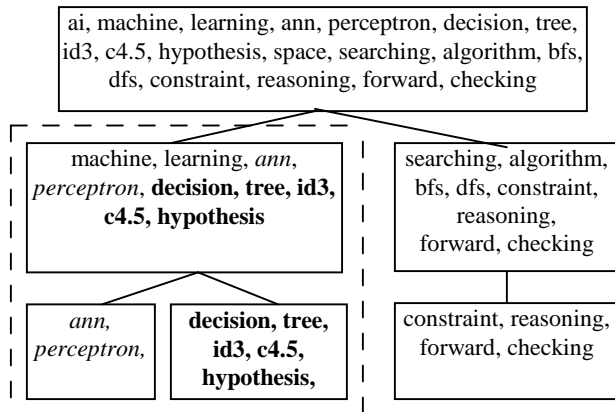 ai, machine, learning, ann, perceptron, decision, tree,
id3, c4.5, hypothesis, space, searching, algorithm, bfs,
dfs, constraint, reasoning, forward, checking
machine, learning, ann,
perceptron, decision, tree, id3,
c4.5, hypothesis
searching, algorithm,
bfs, dfs, constraint,
reasoning,
forward, checking
ann,
perceptron,
decision, tree,
id3, c4.5,
hypothesis,
constraint, reasoning,
forward, checking